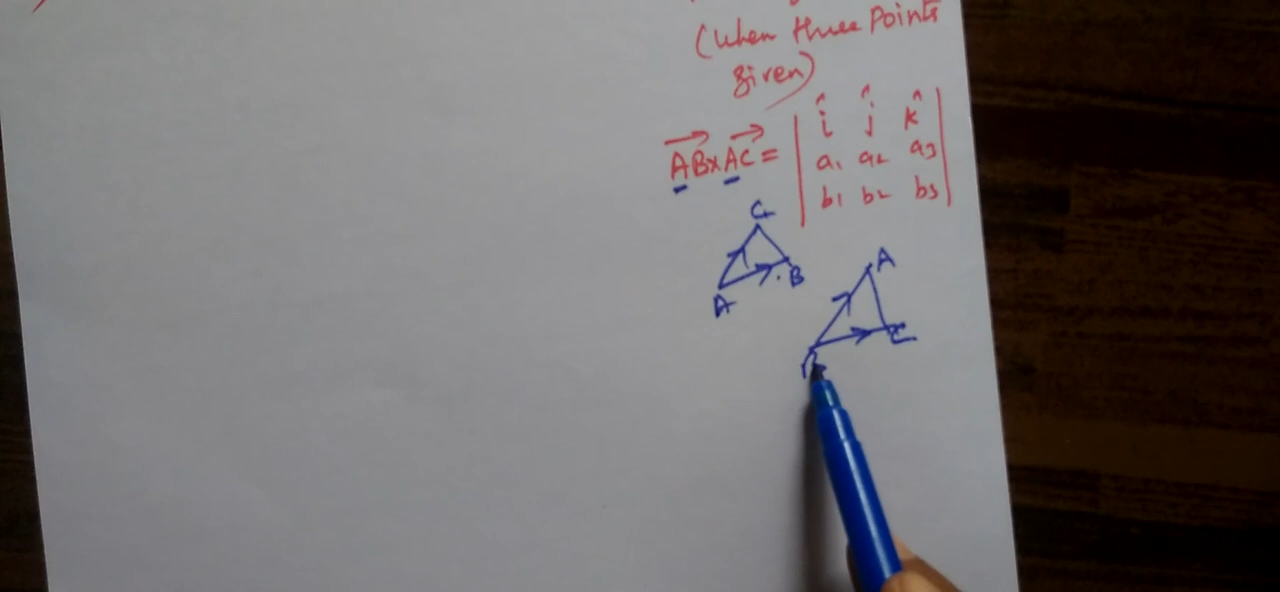 (when three points
given)
î ĵ k̂
AB× AC = a1 a2 a3
b1 b2 b3
C
A B
A
B C